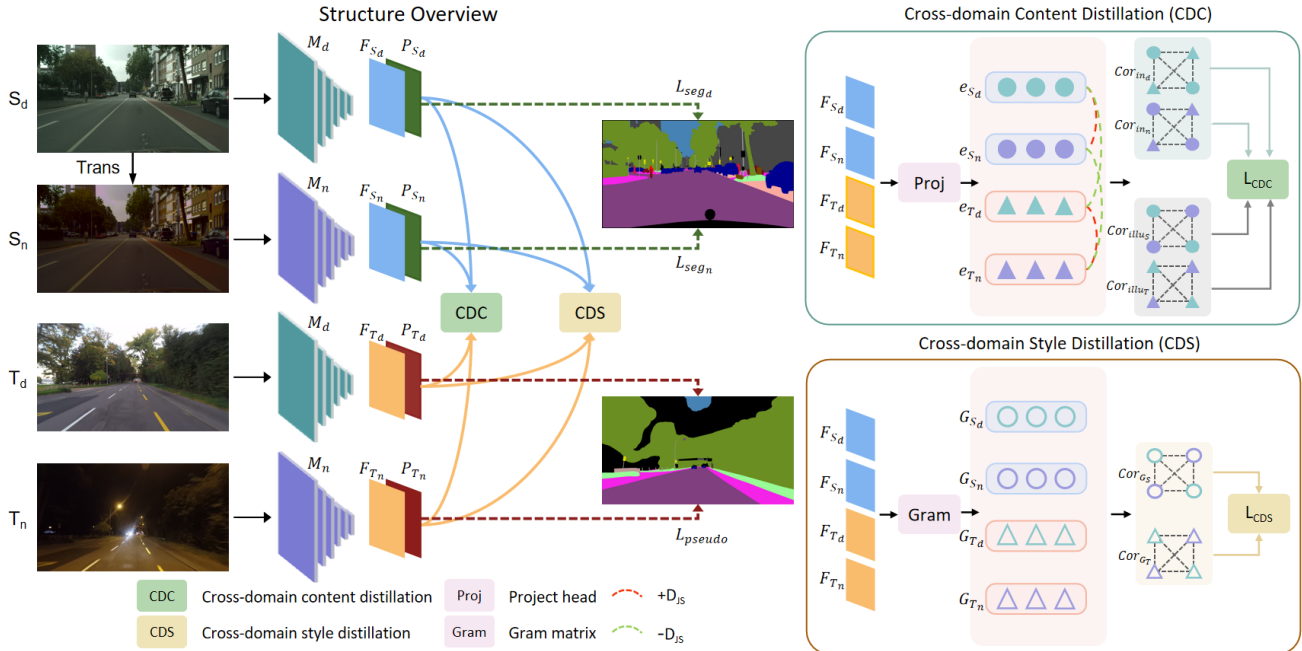 Structure Overview
S_d
M_d
F_{S_d} P_{S_d}
L_{seg_d}
Trans
S_n
M_n
F_{S_n} P_{S_n}
L_{seg_n}
CDC
CDS
T_d
M_d
F_{T_d} P_{T_d}
T_n
M_n
F_{T_n} P_{T_n}
L_{pseudo}
CDC Cross-domain content distillation
Proj Project head
+D_{JS}
CDS Cross-domain style distillation
Gram Gram matrix
−D_{JS}
Cross-domain Content Distillation (CDC)
F_{S_d}
F_{S_n}
F_{T_d}
F_{T_n}
Proj
e_{S_d}
e_{S_n}
e_{T_d}
e_{T_n}
Cor_{in_d}
Cor_{in_n}
Cor_{illu_S}
Cor_{illu_T}
L_{CDC}
Cross-domain Style Distillation (CDS)
F_{S_d}
F_{S_n}
F_{T_d}
F_{T_n}
Gram
G_{S_d}
G_{S_n}
G_{T_d}
G_{T_n}
Cor_{G_S}
Cor_{G_T}
L_{CDS}